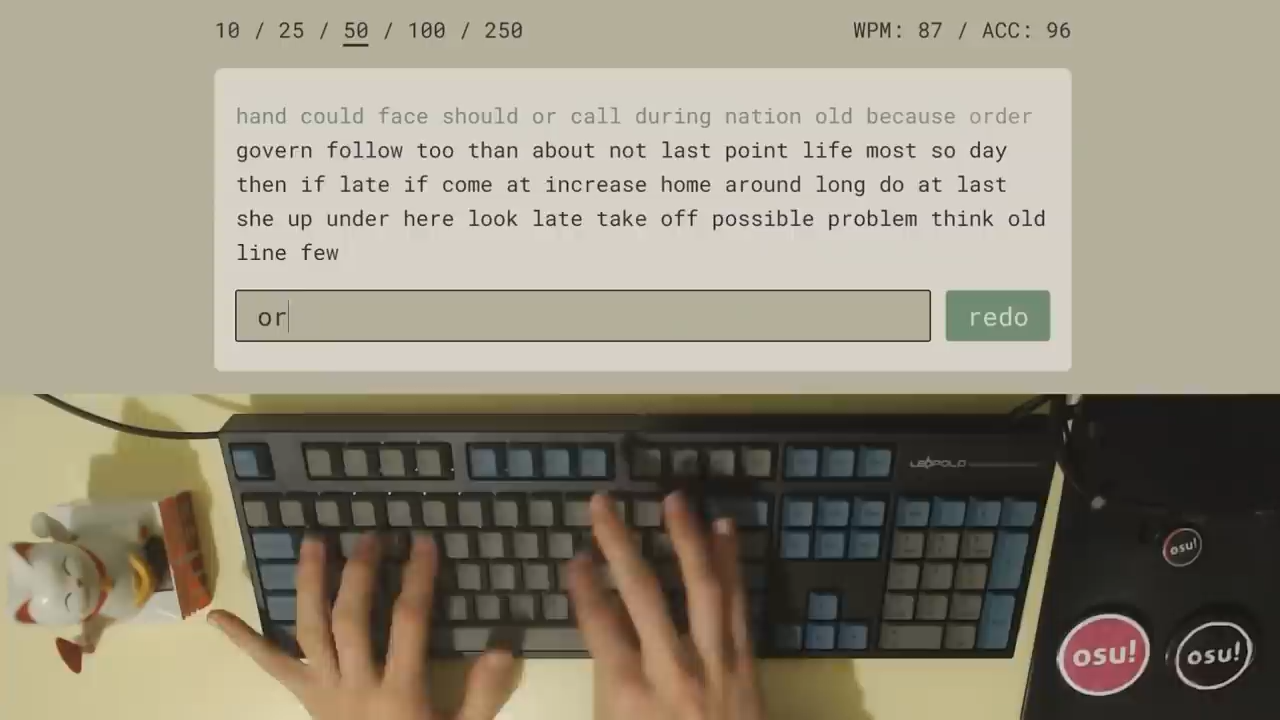 10 / 25 / 50 / 100 / 250
WPM: 87 / ACC: 96
hand could face should or call during nation old because order
govern follow too than about not last point life most so day
then if late if come at increase home around long do at last
she up under here look late take off possible problem think old
line few
or
redo
LEOPOLD
osu!
osu!
osu!